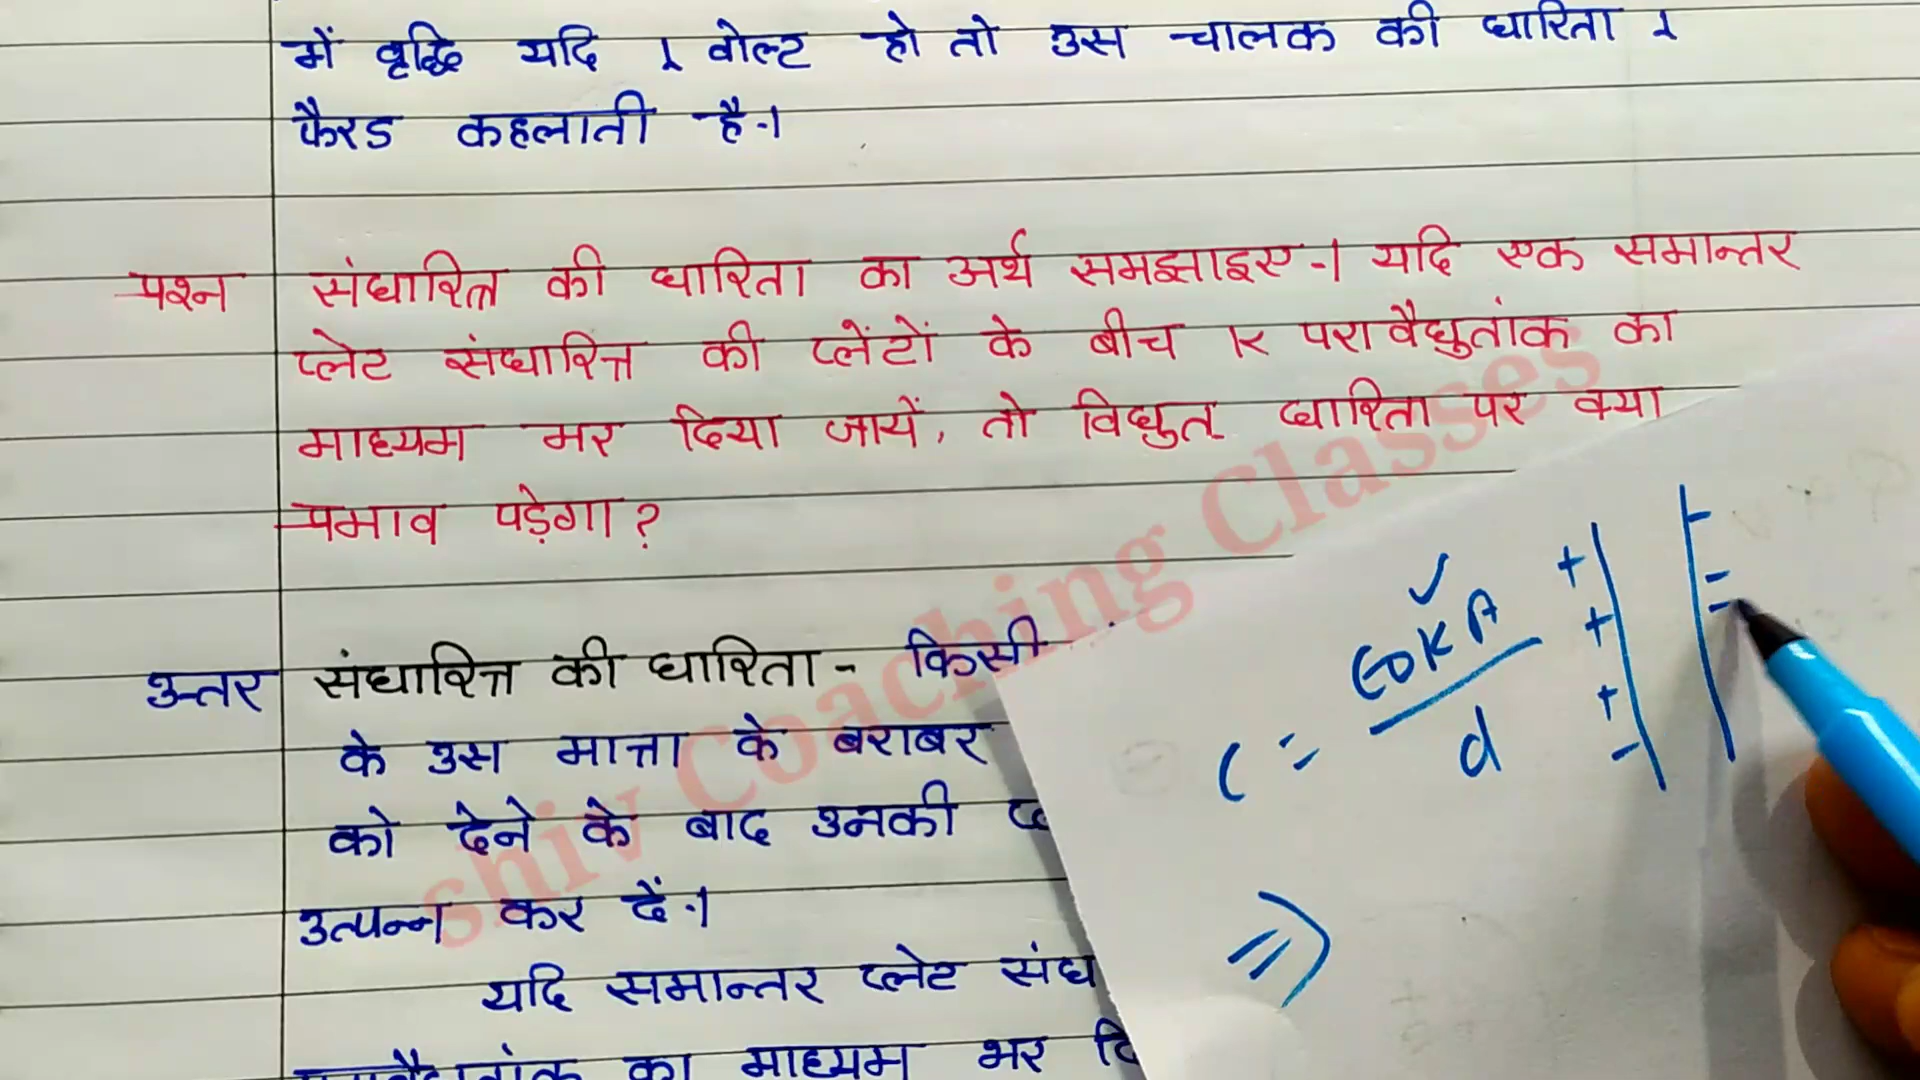 में वृद्धि यदि 1 वोल्ट हो तो उस चालक की धारिता 1
फैरड कहलाती है।
प्रश्न संधारित्र की धारिता का अर्थ समझाइए। यदि एक समान्तर
प्लेट संधारित्र की प्लेंटों के बीच K परावैद्युतांक का
माध्यम भर दिया जायें, तो विद्युत धारिता पर क्या
प्रभाव पड़ेगा?
उत्तर संधारित्र की धारिता - किसी
के उस मात्रा के बराबर
को देने के बाद उनकी
उत्पन्न कर दें।
यदि समान्तर प्लेट संध
परावैद्युतांक का माध्यम भर दि
C = ϵ0KA / d
shiv Coaching Classes